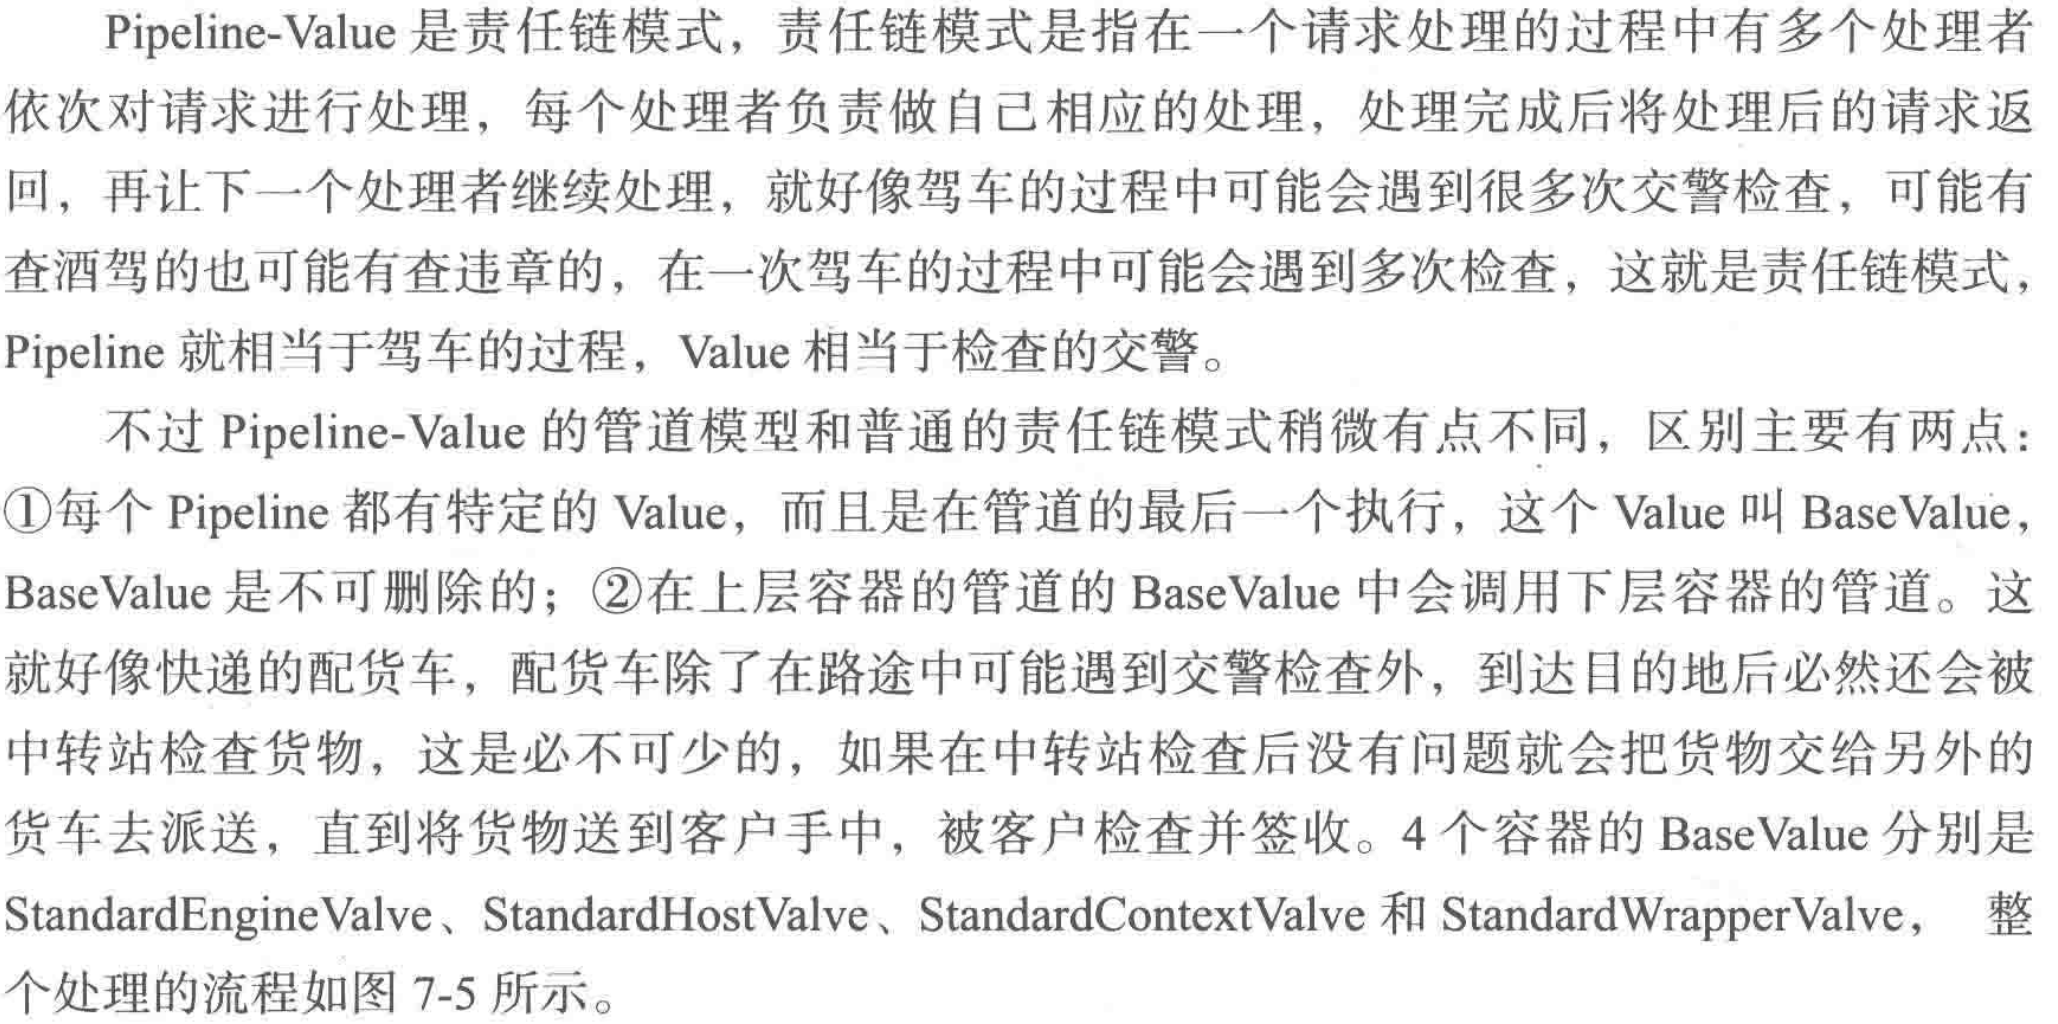 Pipeline-Value 是责任链模式，责任链模式是指在一个请求处理的过程中有多个处理者
依次对请求进行处理，每个处理者负责做自己相应的处理，处理完成后将处理后的请求返
回，再让下一个处理者继续处理，就好像驾车的过程中可能会遇到很多次交警检查，可能有
查酒驾的也可能有查违章的，在一次驾车的过程中可能会遇到多次检查，这就是责任链模式，
Pipeline 就相当于驾车的过程，Value 相当于检查的交警。
不过 Pipeline-Value 的管道模型和普通的责任链模式稍微有点不同，区别主要有两点：
①每个 Pipeline 都有特定的 Value，而且是在管道的最后一个执行，这个 Value 叫 BaseValue，
BaseValue 是不可删除的；②在上层容器的管道的 BaseValue 中会调用下层容器的管道。这
就好像快递的配货车，配货车除了在路途中可能遇到交警检查外，到达目的地后必然还会被
中转站检查货物，这是必不可少的，如果在中转站检查后没有问题就会把货物交给另外的
货车去派送，直到将货物送到客户手中，被客户检查并签收。4 个容器的 BaseValue 分别是
StandardEngineValve、StandardHostValve、StandardContextValve 和 StandardWrapperValve， 整
个处理的流程如图 7-5 所示。